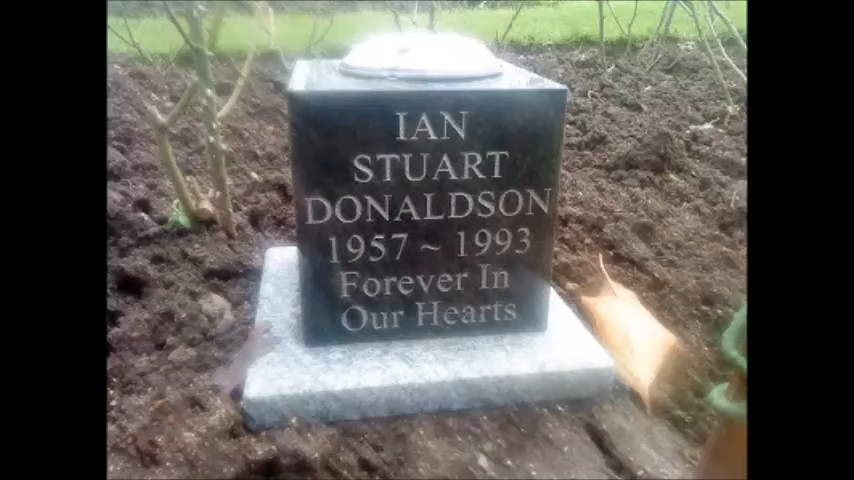 IAN
STUART
DONALDSON
1957 ~ 1993
Forever In
Our Hearts